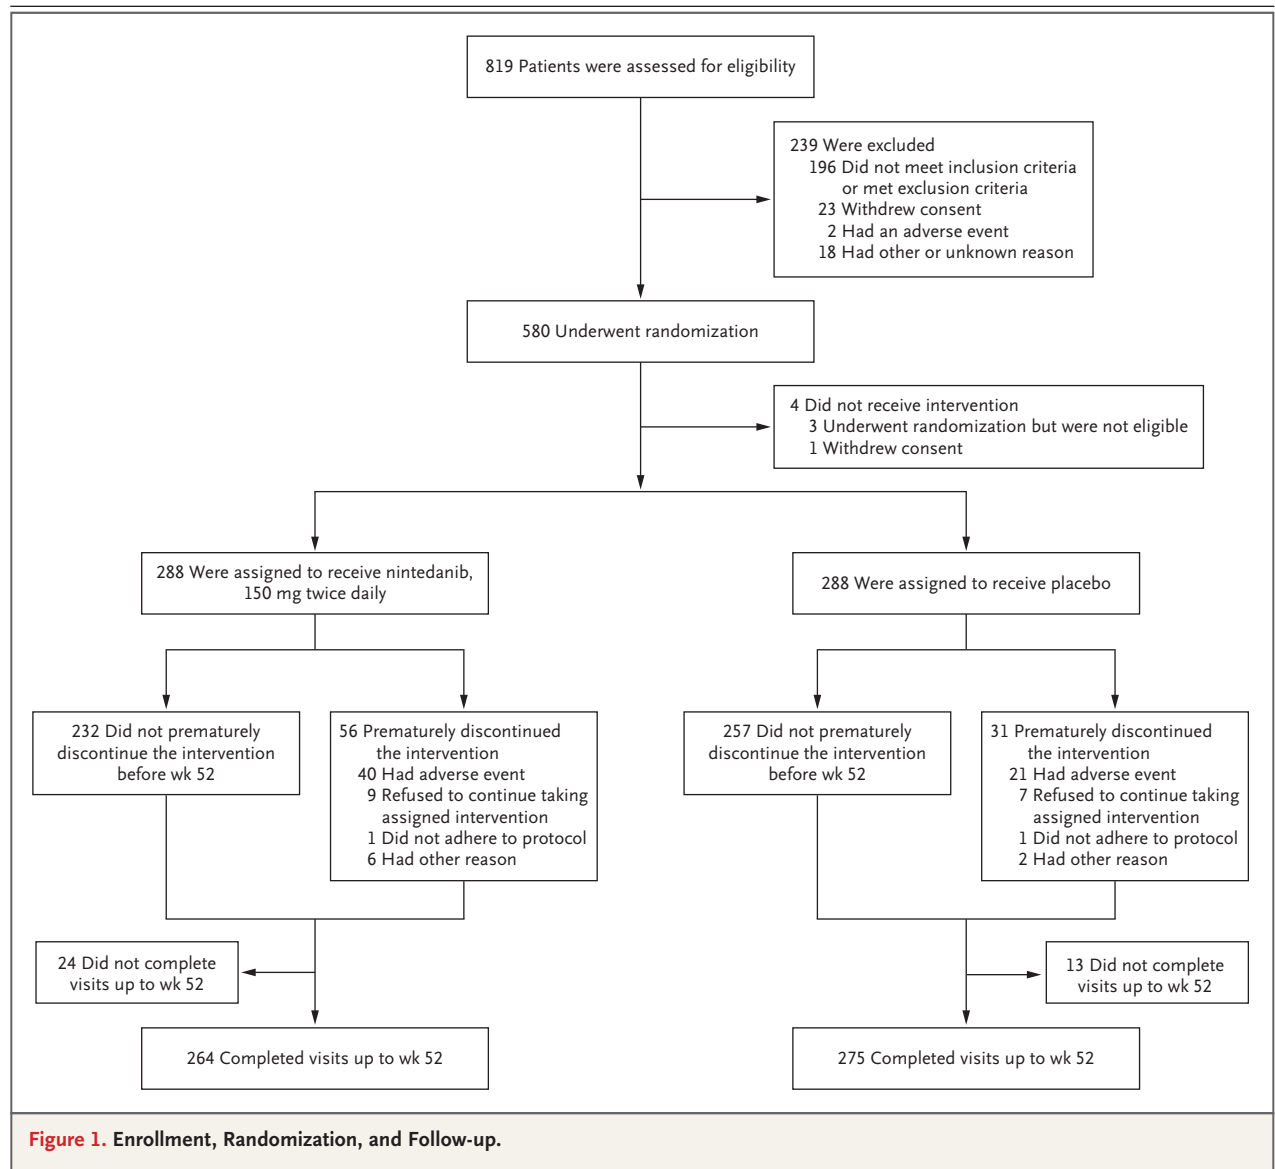 819 Patients were assessed for eligibility
239 Were excluded
196 Did not meet inclusion criteria
or met exclusion criteria
23 Withdrew consent
2 Had an adverse event
18 Had other or unknown reason
580 Underwent randomization
4 Did not receive intervention
3 Underwent randomization but were not eligible
1 Withdrew consent
288 Were assigned to receive nintedanib,
150 mg twice daily
288 Were assigned to receive placebo
232 Did not prematurely
discontinue the intervention
before wk 52
56 Prematurely discontinued
the intervention
40 Had adverse event
9 Refused to continue taking
assigned intervention
1 Did not adhere to protocol
6 Had other reason
257 Did not prematurely
discontinue the intervention
before wk 52
31 Prematurely discontinued
the intervention
21 Had adverse event
7 Refused to continue taking
assigned intervention
1 Did not adhere to protocol
2 Had other reason
24 Did not complete
visits up to wk 52
13 Did not complete
visits up to wk 52
264 Completed visits up to wk 52
275 Completed visits up to wk 52
Figure 1. Enrollment, Randomization, and Follow-up.